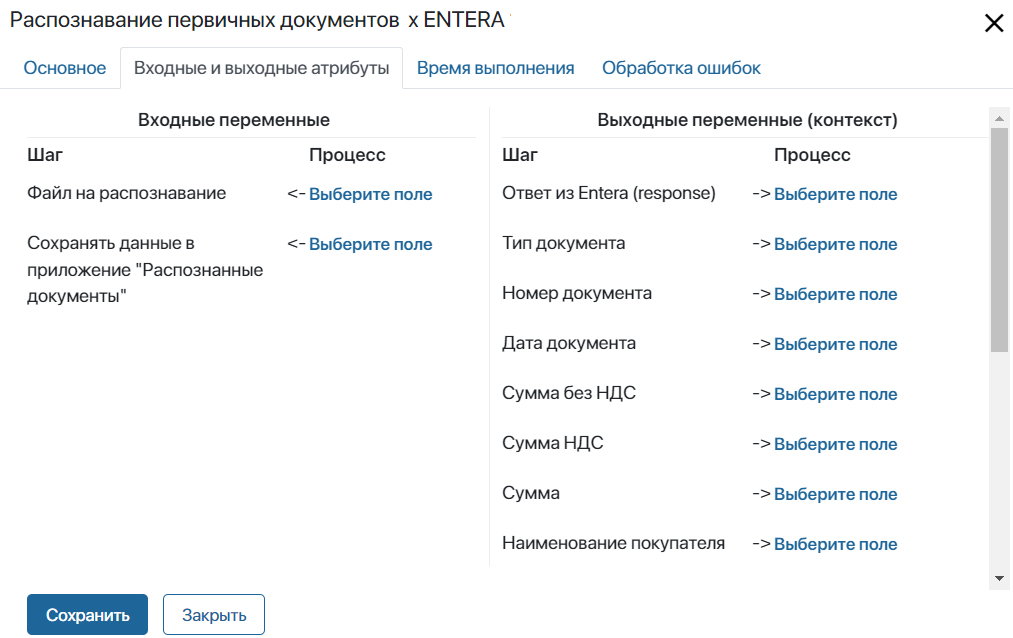 Распознавание первичных документов x ENTERA
Основное Входные и выходные атрибуты Время выполнения Обработка ошибок
Входные переменные
Шаг Процесс
Файл на распознавание <- Выберите поле
Сохранять данные в <- Выберите поле
приложение "Распознанные
документы"
Выходные переменные (контекст)
Шаг Процесс
Ответ из Entera (response) -> Выберите поле
Тип документа -> Выберите поле
Номер документа -> Выберите поле
Дата документа -> Выберите поле
Сумма без НДС -> Выберите поле
Сумма НДС -> Выберите поле
Сумма -> Выберите поле
Наименование покупателя -> Выберите поле
Сохранить Закрыть